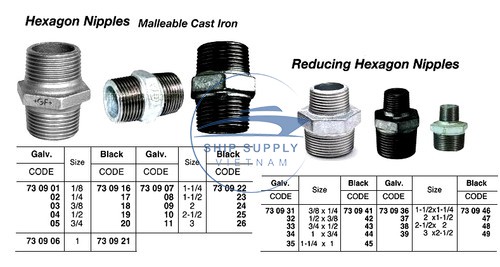 Hexagon Nipples Malleable Cast Iron
Reducing Hexagon Nipples
+GF+
SHIP SUPPLY
VIETNAM
Galv. Size Black Galv. Size Black
CODE CODE CODE CODE
73 09 01 1/8 73 09 16 73 09 07 1-1/4 73 09 22
02 1/4 17 08 1-1/2 23
03 3/8 18 09 2 24
04 1/2 19 10 2-1/2 25
05 3/4 20 11 3 26
73 09 06 1 73 09 21
Galv. Size Black Galv. Size Black
CODE CODE CODE CODE
73 09 31 3/8 x 1/4 73 09 41 73 09 36 1-1/2x1-1/4 73 09 46
32 1/2 x 3/8 42 37 2 x1-1/2 47
33 3/4 x 1/2 43 38 2-1/2x 2 48
34 1 x 3/4 44 39 3 x2-1/2 49
35 1-1/4 x 1 45